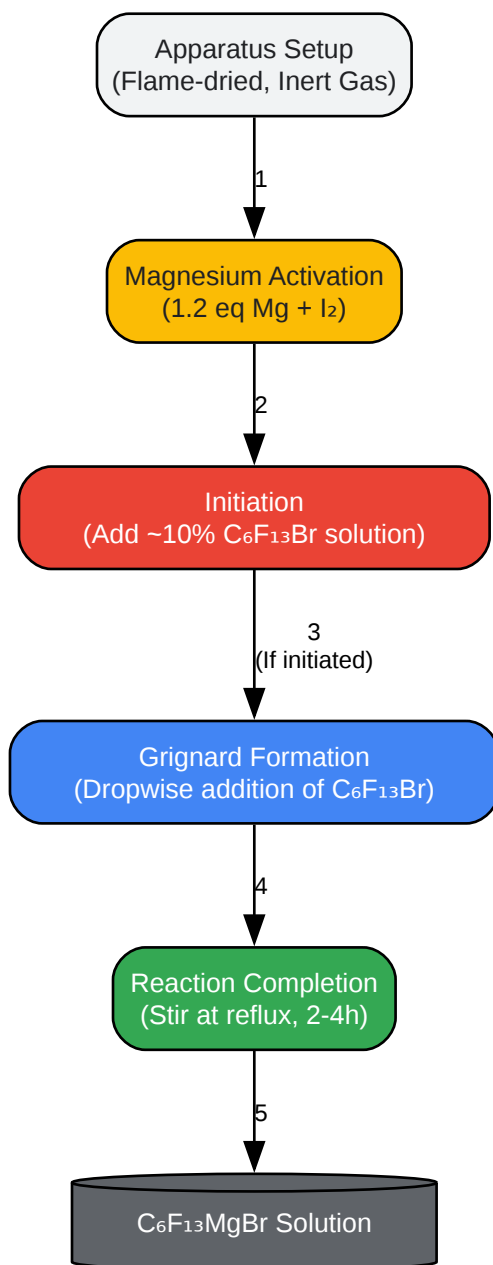 Apparatus Setup
(Flame-dried, Inert Gas)
1
Magnesium Activation
(1.2 eq Mg + I₂)
2
Initiation
(Add ~10% C₆F₁₃Br solution)
3
(If initiated)
Grignard Formation
(Dropwise addition of C₆F₁₃Br)
4
Reaction Completion
(Stir at reflux, 2-4h)
5
C₆F₁₃MgBr Solution